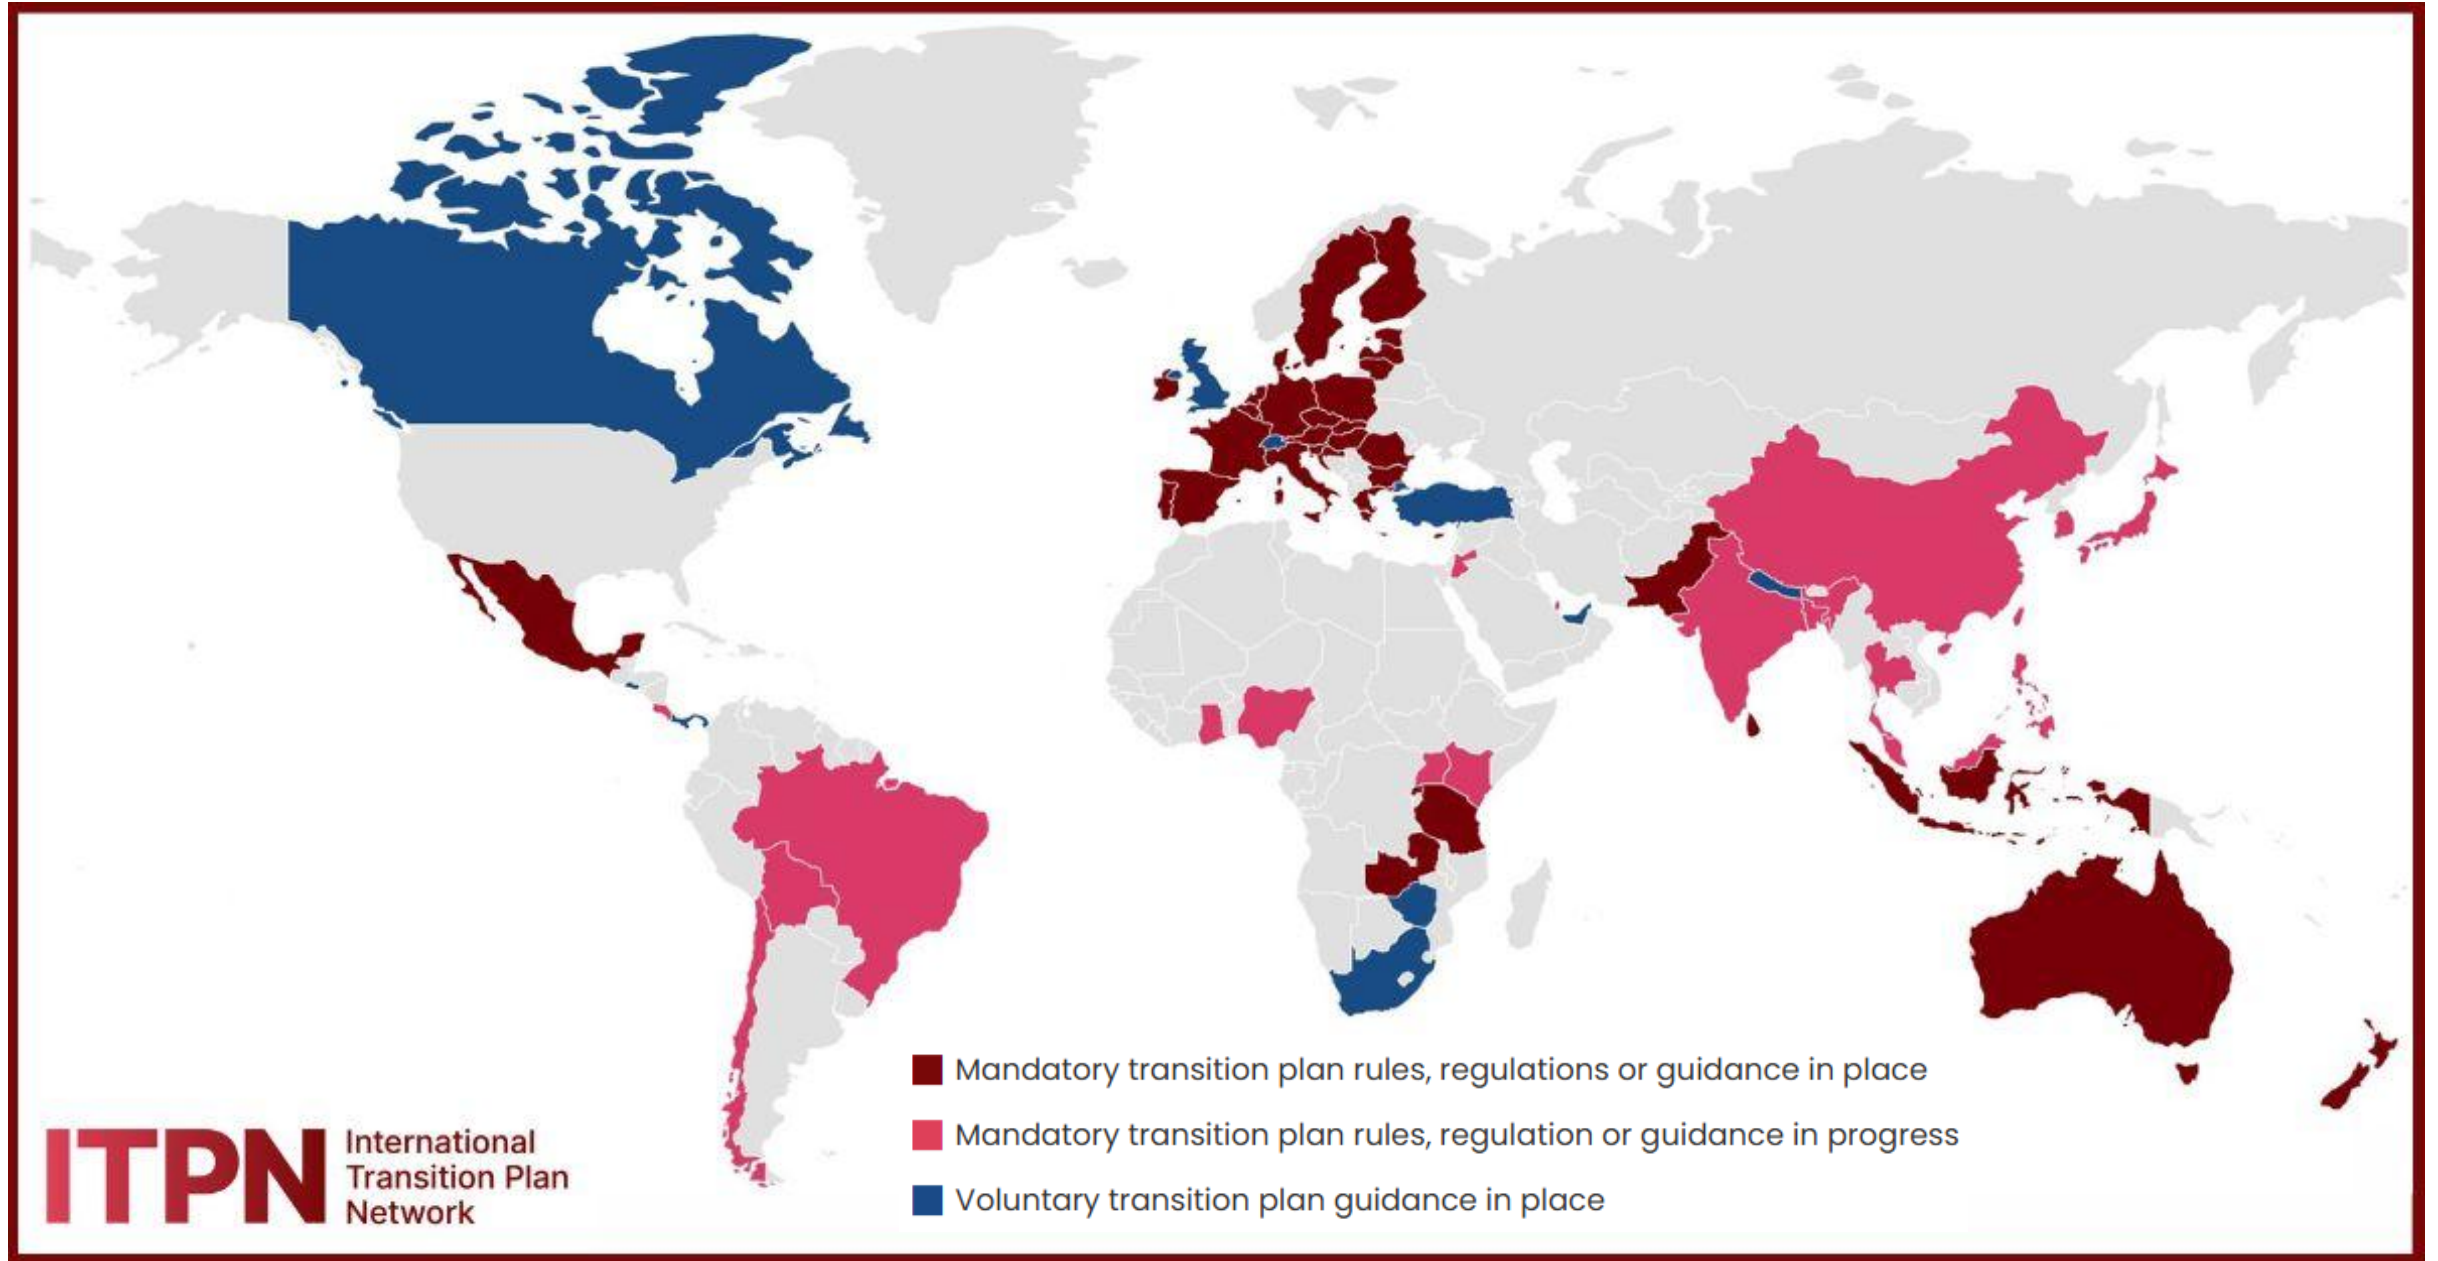 Mandatory transition plan rules, regulations or guidance in place
Mandatory transition plan rules, regulation or guidance in progress
Voluntary transition plan guidance in place
ITPN
International
Transition Plan
Network